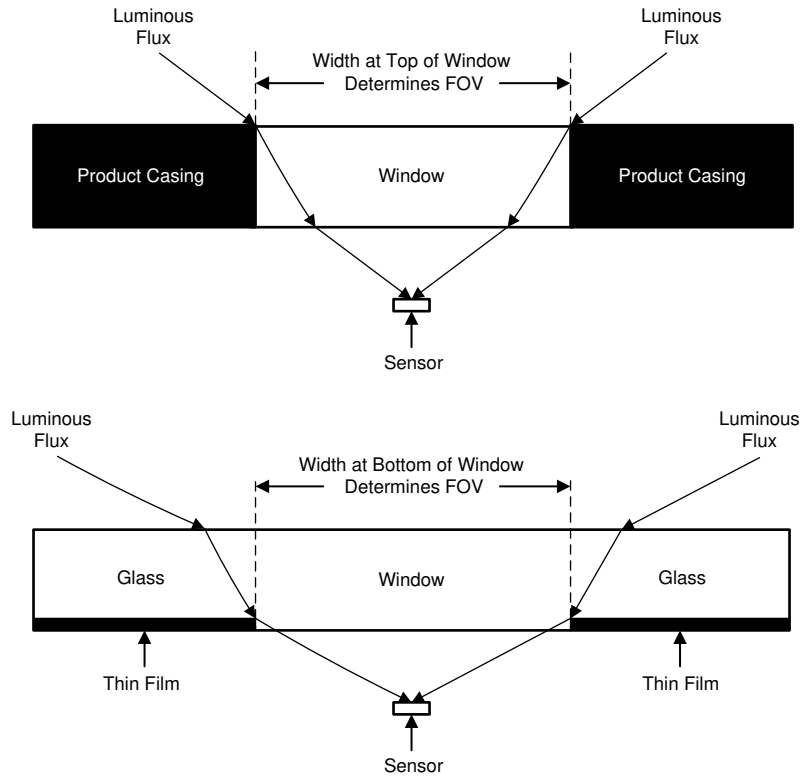 Luminous
Flux
Luminous
Flux
Width at Top of Window
Determines FOV
Product Casing
Window
Product Casing
Sensor
Luminous
Flux
Luminous
Flux
Width at Bottom of Window
Determines FOV
Glass
Window
Glass
Thin Film
Thin Film
Sensor